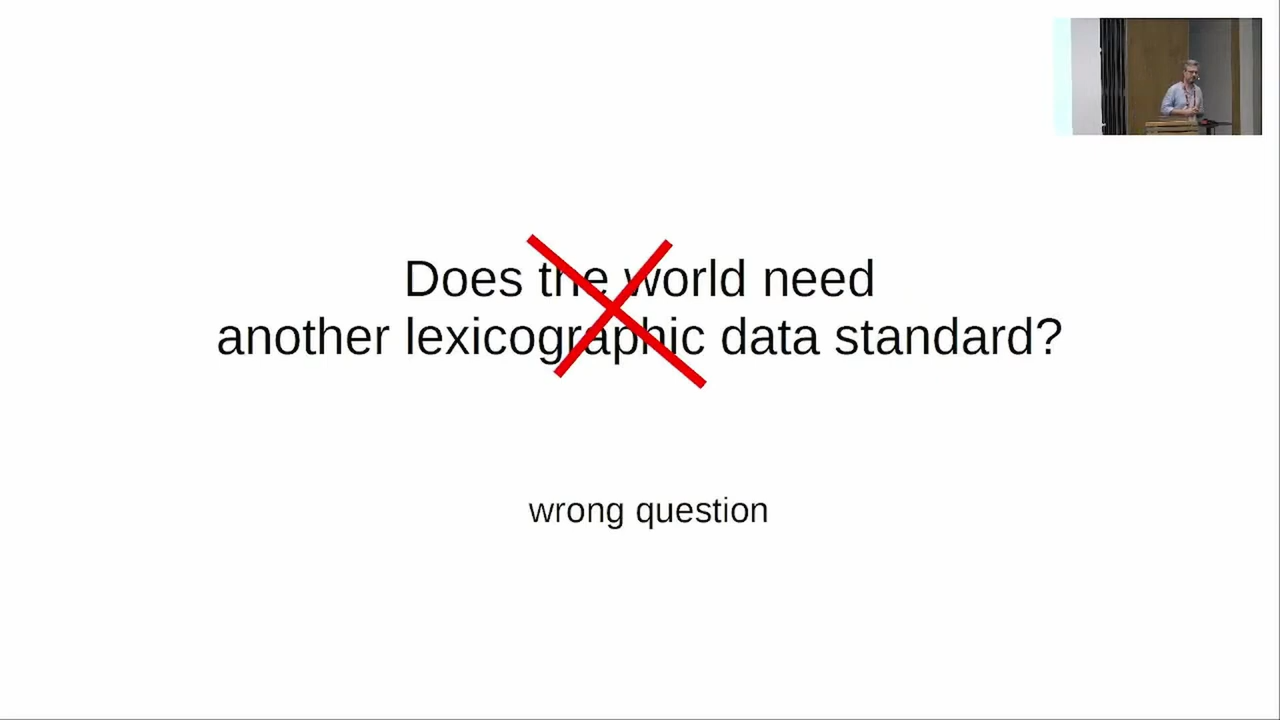 Does the world need
another lexicographic data standard?
wrong question